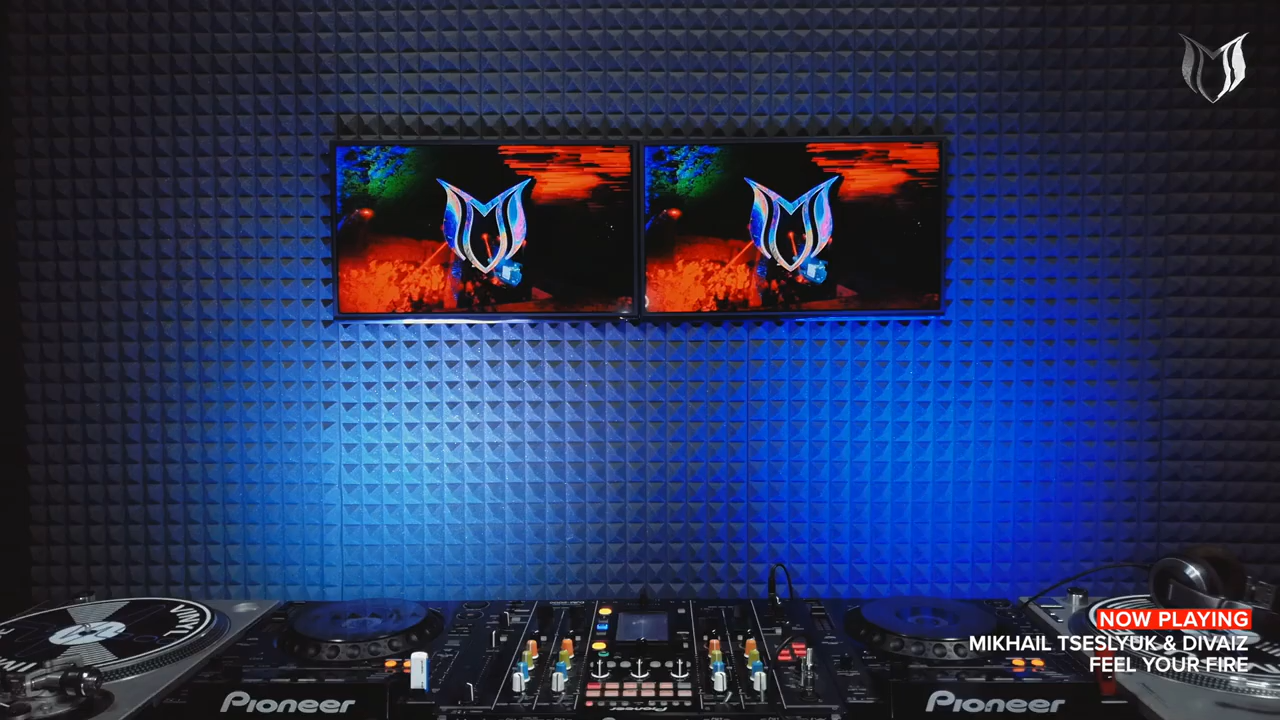 NOW PLAYING
MIKHAIL TSESLYUK & DIVAIZ
FEEL YOUR FIRE
Pioneer
Pioneer